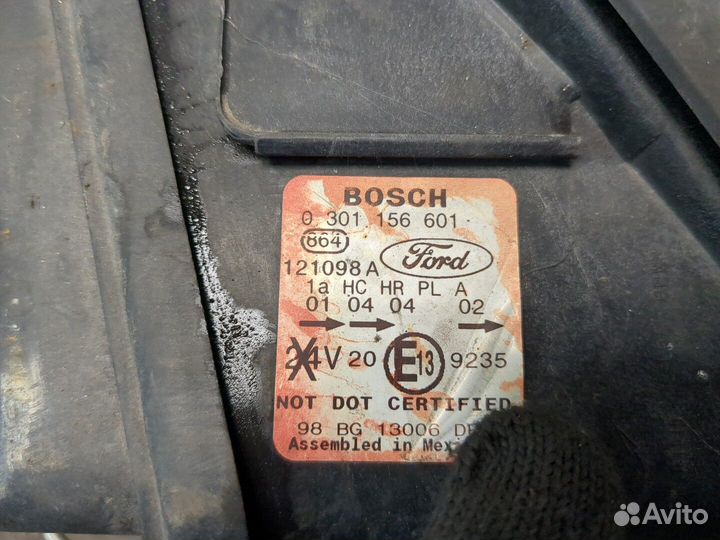 BOSCH
0 301 156 601
864
Ford
121098 A
1a HC HR PL A
01 04 04 02
24V 20 E13 9235
NOT DOT CERTIFIED
98 BG 13006
Assembled in
Avito